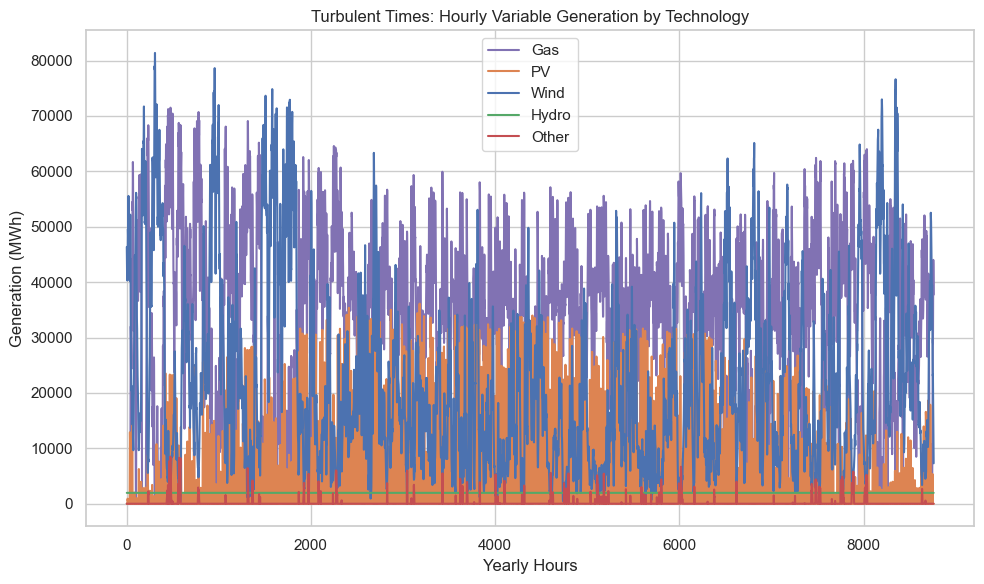 Turbulent Times: Hourly Variable Generation by Technology
Generation (MWh)
80000
70000
60000
50000
40000
30000
20000
10000
0
Gas
PV
Wind
Hydro
Other
0 2000 4000 6000 8000
Yearly Hours